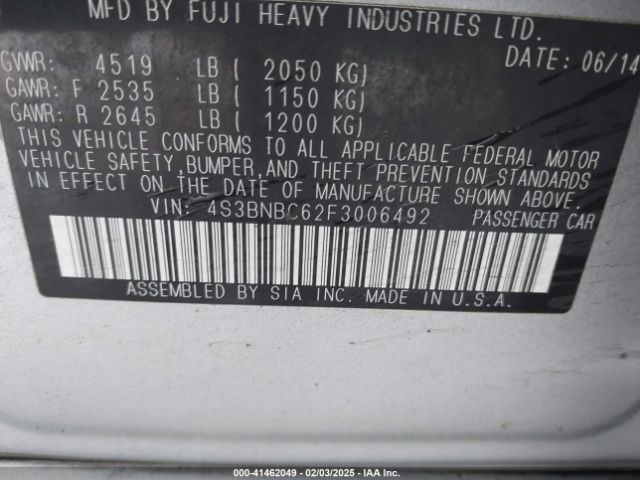 MFD BY FUJI HEAVY INDUSTRIES LTD.
DATE: 06/14
GVWR: 4519 LB ( 2050 KG)
GAWR: F 2535 LB ( 1150 KG)
GAWR: R 2645 LB ( 1200 KG)
THIS VEHICLE CONFORMS TO ALL APPLICABLE FEDERAL MOTOR
VEHICLE SAFETY, BUMPER, AND THEFT PREVENTION STANDARDS
IN EFFECT ON THE DATE OF MANUFACTURE SHOWN ABOVE.
VIN: 4S3BNBC62F3006492 PASSENGER CAR
ASSEMBLED BY SIA INC. MADE IN U.S.A.
000-41462049 - 02/03/2025 - IAAI.COM